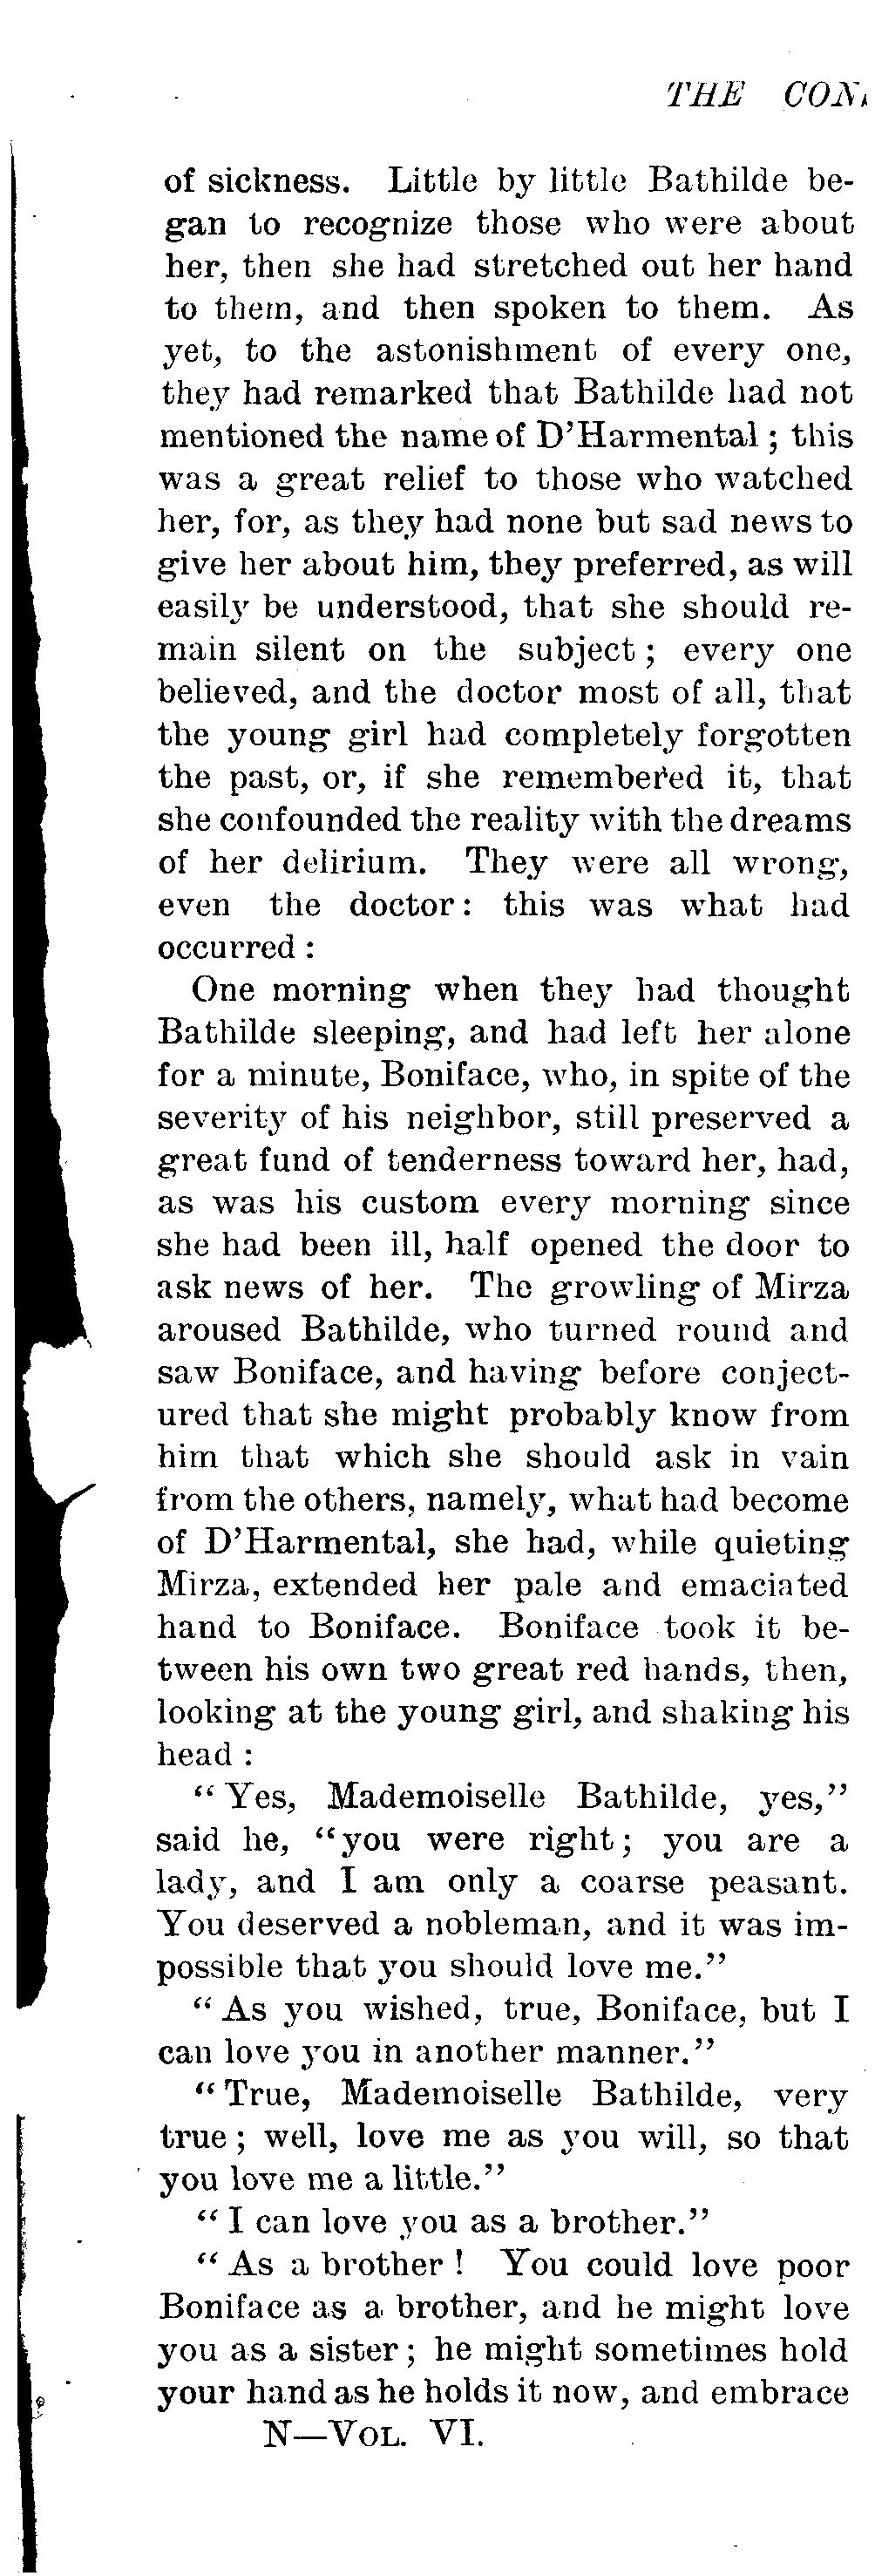 THE CON
of sickness. Little by little Bathilde be-
gan to recognize those who were about
her, then she had stretched out her hand
to them, and then spoken to them. As
yet, to the astonishment of every one,
they had remarked that Bathilde had not
mentioned the name of D'Harmental ; this
was a great relief to those who watched
her, for, as they had none but sad news to
give her about him, they preferred, as will
easily be understood, that she should re-
main silent on the subject ; every one
believed, and the doctor most of all, that
the young girl had completely forgotten
the past, or, if she remembered it, that
she confounded the reality with the dreams
of her delirium. They were all wrong,
even the doctor: this was what had
occurred :
One morning when they had thought
Bathilde sleeping, and had left her alone
for a minute, Boniface, who, in spite of the
severity of his neighbor, still preserved a
great fund of tenderness toward her, had,
as was his custom every morning since
she had been ill, half opened the door to
ask news of her. The growling of Mirza
aroused Bathilde, who turned round and
saw Boniface, and having before conject-
ured that she might probably know from
him that which she should ask in vain
from the others, namely, what had become
of D'Harmental, she had, while quieting
Mirza, extended her pale and emaciated
hand to Boniface. Boniface took it be-
tween his own two great red hands, then,
looking at the young girl, and shaking his
head :
"Yes, Mademoiselle Bathilde, yes,"
said he, "you were right; you are a
lady, and I am only a coarse peasant.
You deserved a nobleman, and it was im-
possible that you should love me."
"As you wished, true, Boniface, but I
can love you in another manner."
"True, Mademoiselle Bathilde, very
true ; well, love me as you will, so that
you love me a little."
"I can love you as a brother."
"As a brother ! You could love poor
Boniface as a brother, and he might love
you as a sister ; he might sometimes hold
your hand as he holds it now, and embrace
N—VOL. VI.